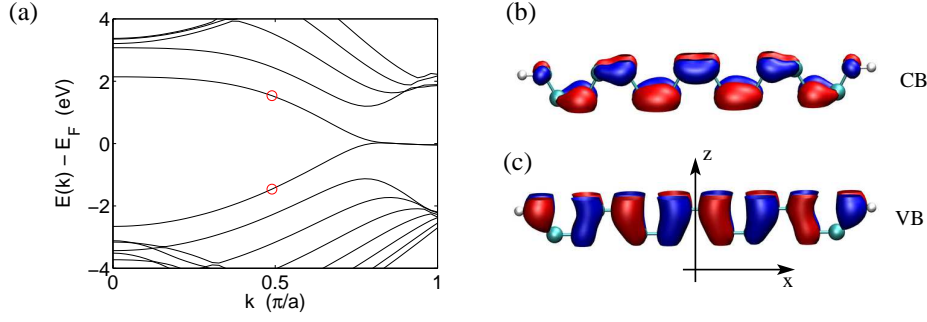 (a)
4
2
0
−2
−4
E(k) − E_F (eV)
0
0.5
1
k (π/a)
(b)
CB
(c)
z
VB
x